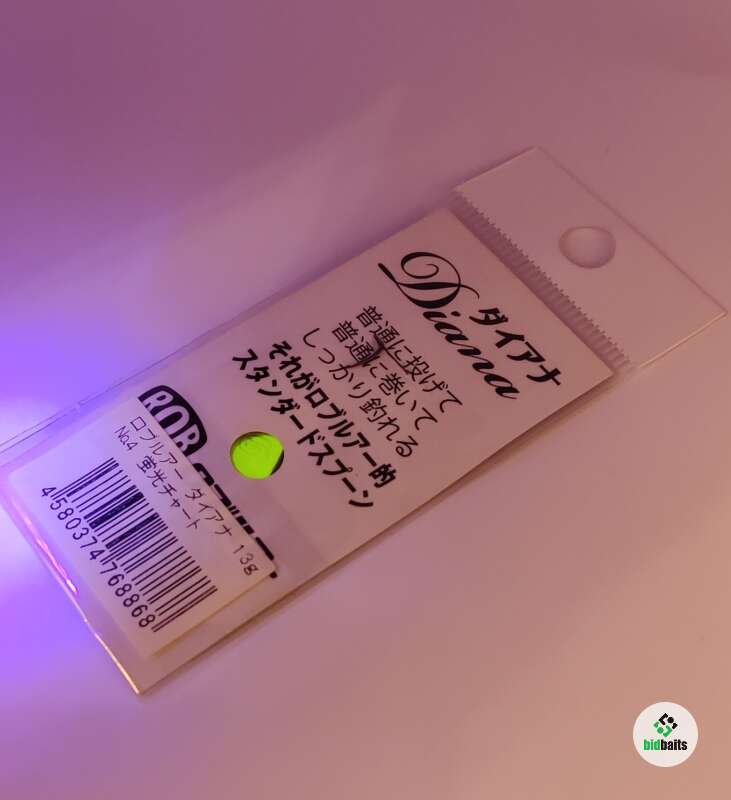 ダイアナ
Diana
普通に投げて
普通に巻いて
しっかり釣れる
それがロブルアー的
スタンダードスプーン
ROB
ロブルアー ダイアナ 13g
No.4 蛍光チャート
4580374768868
bidbaits